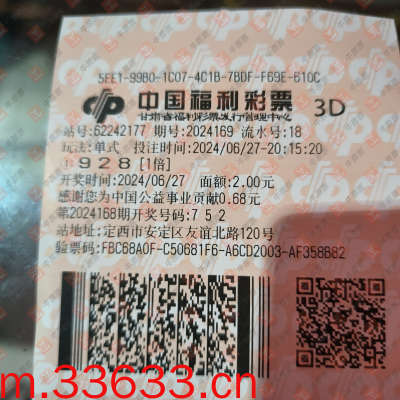 5EE1-99B0-1C07-4C1B-7BDF-F69E-610C
中国福利彩票 3D
甘肃省福利彩票发行管理中心
站号:62242177 期号:2024169 流水号:18
玩法:单式 投注时间:2024/06/27-20:15:20
①928[1倍]
开奖时间:2024/06/27 面额:2.00元
感谢您为中国公益事业贡献0.68元
第2024168期开奖号码:7 5 2
站地址:定西市安定区友谊北路120号
验票码:FBC68A0F-C50681F6-A6CD2003-AF358B82
m.33633.cn